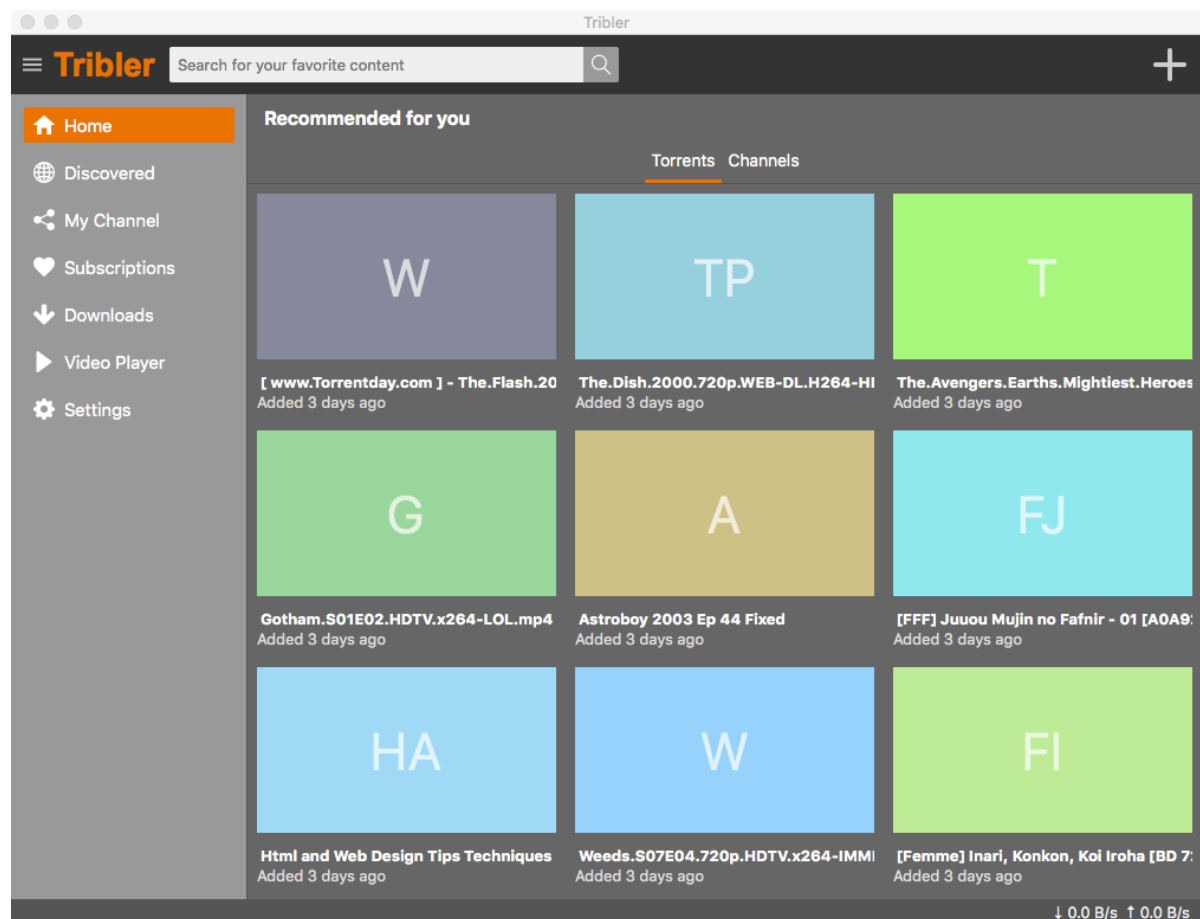 Tribler
Tribler
Search for your favorite content
Home
Discovered
My Channel
Subscriptions
Downloads
Video Player
Settings
Recommended for you
Torrents Channels
W
TP
T
[ www.Torrentday.com ] - The.Flash.20
The.Dish.2000.720p.WEB-DL.H264-HI
The.Avengers.Earths.Mightiest.Heroes
Added 3 days ago
Added 3 days ago
Added 3 days ago
G
A
FJ
Gotham.S01E02.HDTV.x264-LOL.mp4
Astroboy 2003 Ep 44 Fixed
[FFF] Juuou Mujin no Fafnir - 01 [A0A9
Added 3 days ago
Added 3 days ago
Added 3 days ago
HA
W
FI
Html and Web Design Tips Techniques
Weeds.S07E04.720p.HDTV.x264-IMMI
[Femme] Inari, Konkon, Koi Iroha [BD 7
Added 3 days ago
Added 3 days ago
Added 3 days ago
↓ 0.0 B/s ↑ 0.0 B/s